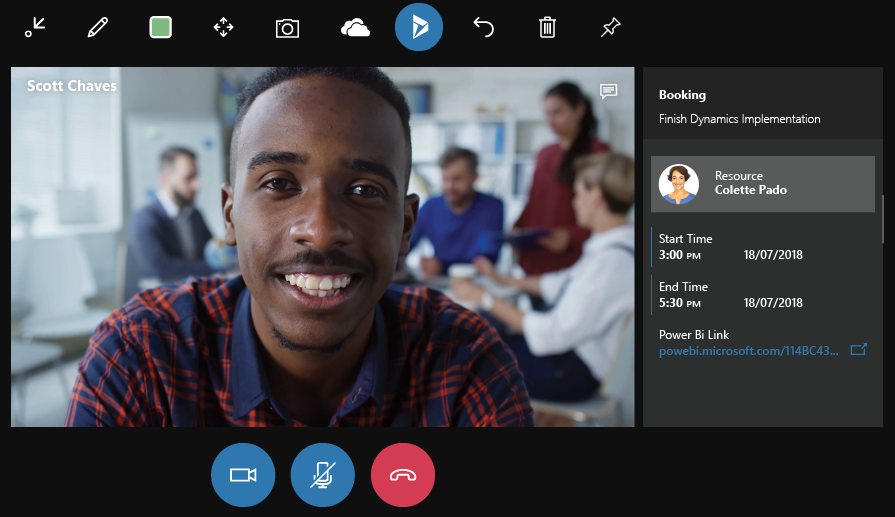 Scott Chaves
Booking
Finish Dynamics Implementation
Resource
Colette Pado
Start Time
3:00 PM 18/07/2018
End Time
5:30 PM 18/07/2018
Power Bi Link
powebi.microsoft.com/114BC43...